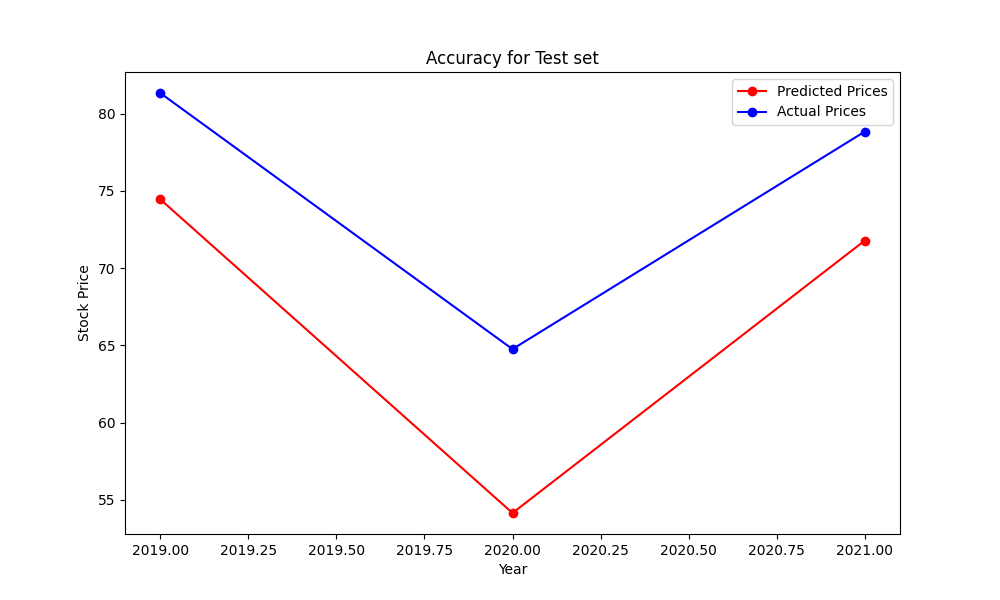 Accuracy for Test set
Predicted Prices
Actual Prices
80
75
70
65
60
55
Stock Price
2019.00 2019.25 2019.50 2019.75 2020.00 2020.25 2020.50 2020.75 2021.00
Year